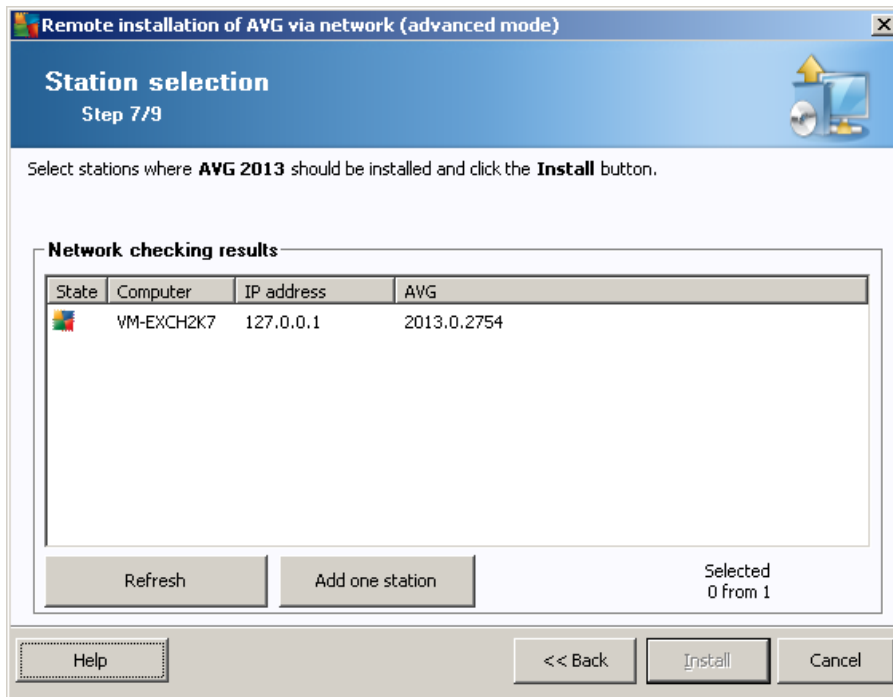 Remote installation of AVG via network (advanced mode)
Station selection
Step 7/9
Select stations where AVG 2013 should be installed and click the Install button.
Network checking results
State Computer IP address AVG
VM-EXCH2K7 127.0.0.1 2013.0.2754
Refresh Add one station Selected
0 from 1
Help << Back Install Cancel